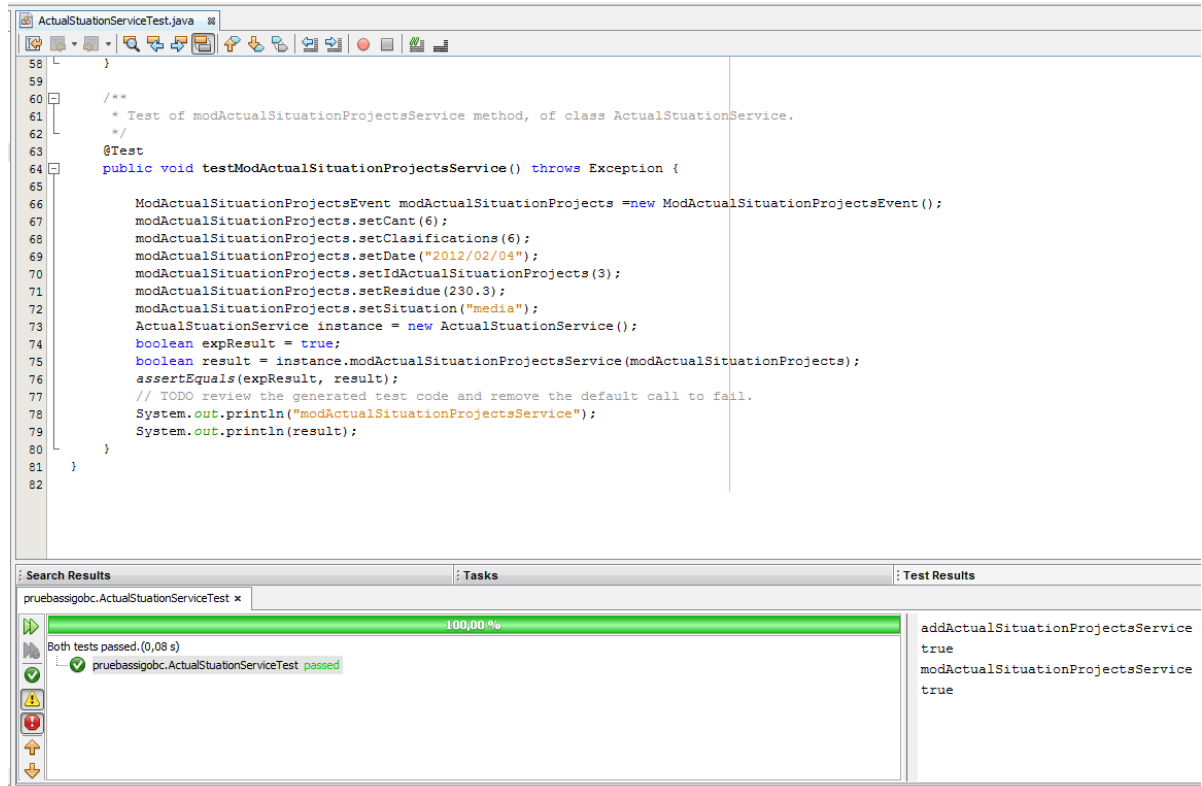 ActualStuationServiceTest.java
58 }
59
60 /**
61 * Test of modActualSituationProjectsService method, of class ActualStuationService.
62 */
63 @Test
64 public void testModActualSituationProjectsService() throws Exception {
65
66 ModActualSituationProjectsEvent modActualSituationProjects =new ModActualSituationProjectsEvent();
67 modActualSituationProjects.setCant(6);
68 modActualSituationProjects.setClasifications(6);
69 modActualSituationProjects.setDate("2012/02/04");
70 modActualSituationProjects.setIdActualSituationProjects(3);
71 modActualSituationProjects.setResidue(230.3);
72 modActualSituationProjects.setSituation("media");
73 ActualStuationService instance = new ActualStuationService();
74 boolean expResult = true;
75 boolean result = instance.modActualSituationProjectsService(modActualSituationProjects);
76 assertEquals(expResult, result);
77 // TODO review the generated test code and remove the default call to fail.
78 System.out.println("modActualSituationProjectsService");
79 System.out.println(result);
80 }
81 }
82
Search Results
Tasks
Test Results
pruebassigobc.ActualStuationServiceTest
100,00 %
Both tests passed.(0,08 s)
pruebassigobc.ActualStuationServiceTest passed
addActualSituationProjectsService
true
modActualSituationProjectsService
true